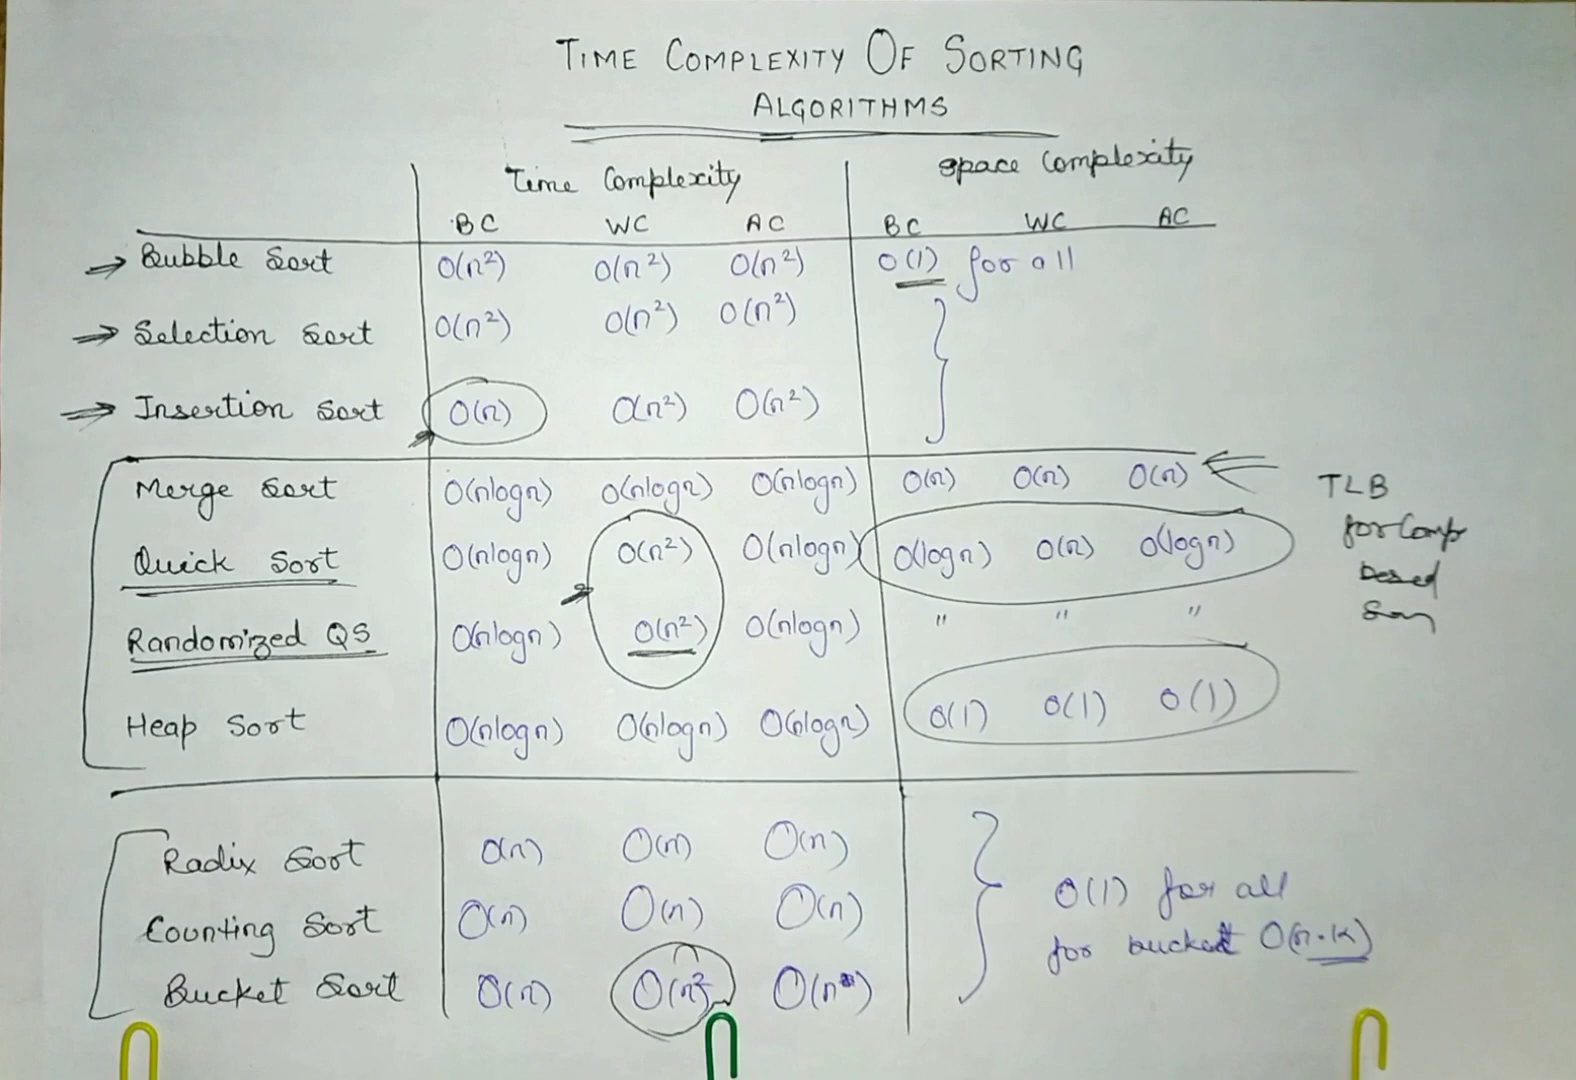 TIME COMPLEXITY OF SORTING
ALGORITHMS
Time Complexity space Complexity
BC WC AC BC WC AC
Bubble Sort O(n²) O(n²) O(n²) O(1) for all
Selection Sort O(n²) O(n²) O(n²)
Insertion Sort O(n) O(n²) O(n²)
Merge Sort O(nlogn) O(nlogn) O(nlogn) O(n) O(n) O(n)
TLB
for Comp
Quick Sort O(nlogn) O(n²) O(nlogn) O(logn) O(n) O(logn)
Randomized QS O(nlogn) O(n²) O(nlogn) " " "
Heap Sort O(nlogn) O(nlogn) O(nlogn) O(1) O(1) O(1)
Radix Sort O(n) O(n) O(n)
O(1) for all
Counting Sort O(n) O(n) O(n)
for bucket O(n·k)
Bucket Sort O(n) O(n²) O(n)